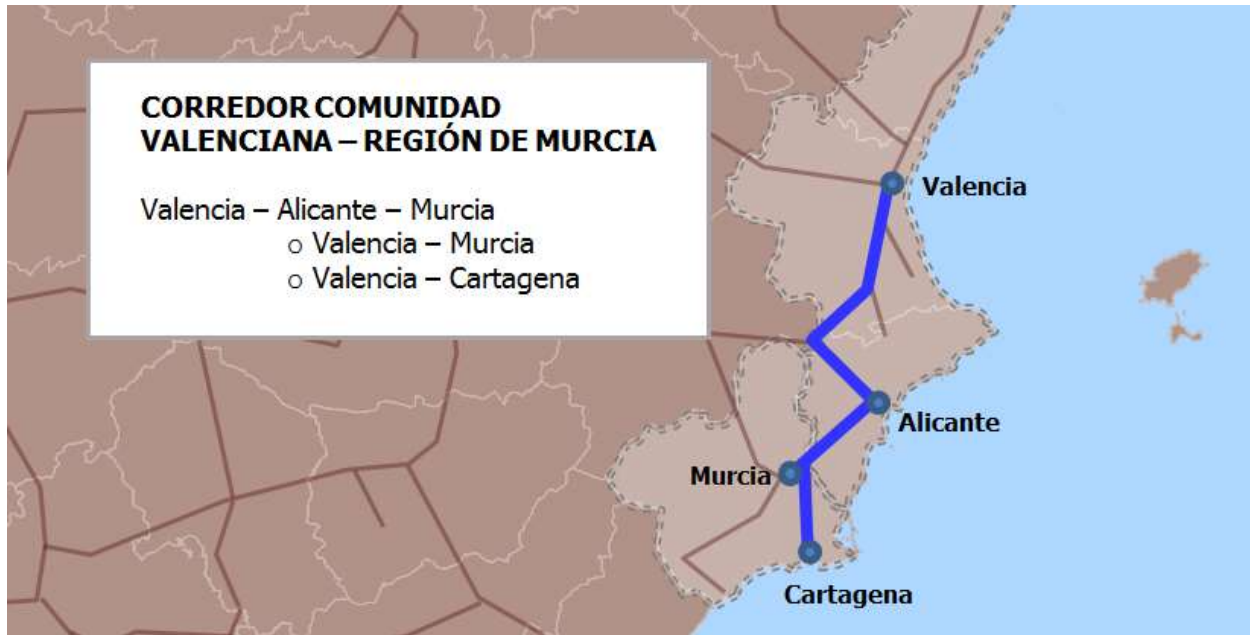 CORREDOR COMUNIDAD
VALENCIANA – REGIÓN DE MURCIA
Valencia – Alicante – Murcia
o Valencia – Murcia
o Valencia – Cartagena
Valencia
Alicante
Murcia
Cartagena